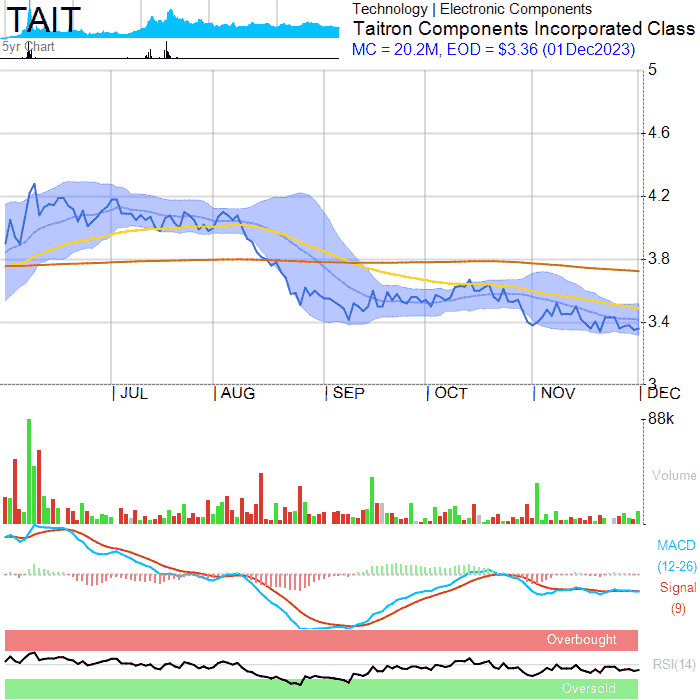 TAIT
5yr Chart
Technology | Electronic Components
Taitron Components Incorporated Class
MC = 20.2M, EOD = $3.36 (01Dec2023)
5
4.6
4.2
3.8
3.4
3
JUL AUG SEP OCT NOV DEC
88k
Volume
MACD
(12-26)
Signal
(9)
Overbought
RSI(14)
Oversold